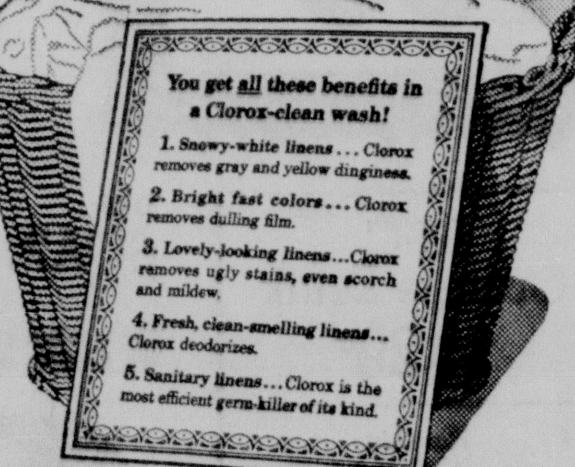 You get all these benefits in
a Clorox-clean wash!
1. Snowy-white linens... Clorox
removes gray and yellow dinginess.
2. Bright fast colors... Clorox
removes dulling film.
3. Lovely-looking linens...Clorox
removes ugly stains, even scorch
and mildew.
4. Fresh, clean-smelling linens...
Clorox deodorizes.
5. Sanitary linens...Clorox is the
most efficient germ-killer of its kind.